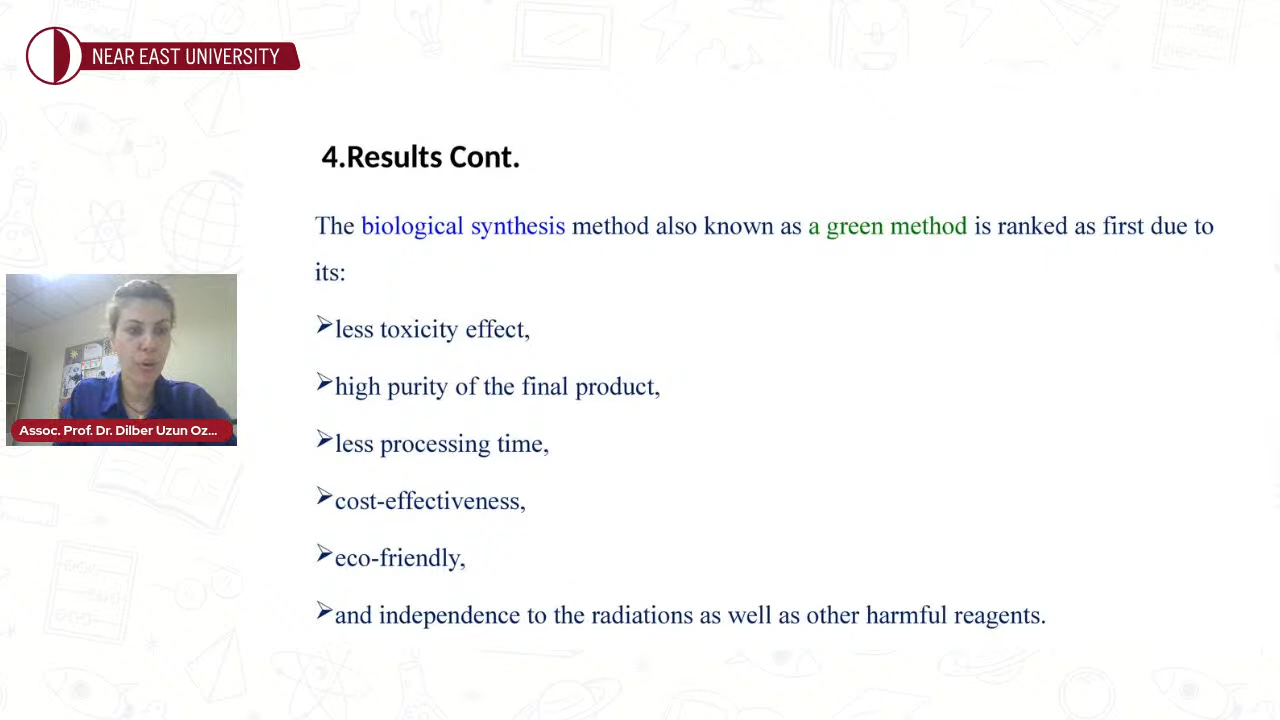 NEAR EAST UNIVERSITY
4.Results Cont.
The biological synthesis method also known as a green method is ranked as first due to
its:
➢less toxicity effect,
➢high purity of the final product,
➢less processing time,
➢cost-effectiveness,
➢eco-friendly,
➢and independence to the radiations as well as other harmful reagents.
Assoc. Prof. Dr. Dilber Uzun Oz...